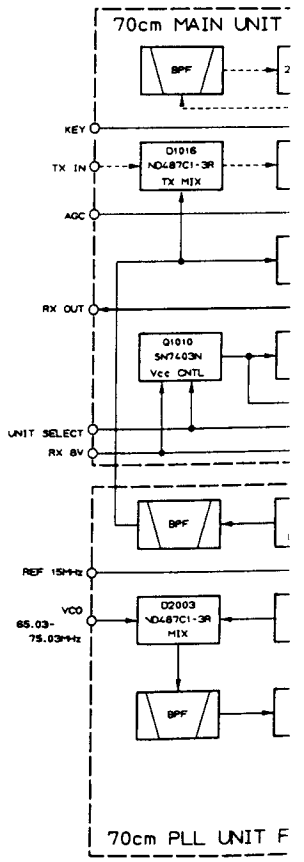 70cm MAIN UNIT
BPF
2
KEY
TX IN
D1016
ND487C1-3R
TX MIX
AGC
RX OUT
Q1010
SN7403N
Vcc CNTL
UNIT SELECT
RX 8V
BPF
REF 15MHz
VCO
65.03-
75.03MHz
D2003
ND487C1-3R
MIX
BPF
70cm PLL UNIT F